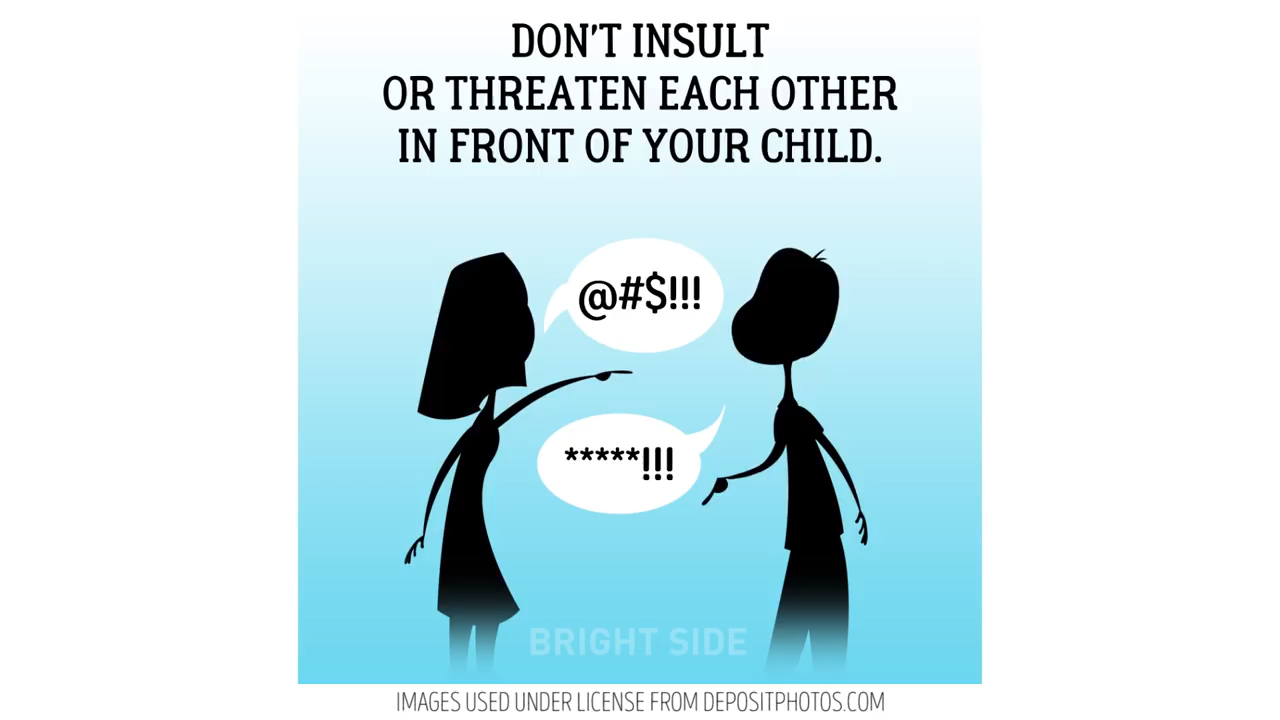 DON'T INSULT
OR THREATEN EACH OTHER
IN FRONT OF YOUR CHILD.
@#$!!!
*****!!!
BRIGHT SIDE
IMAGES USED UNDER LICENSE FROM DEPOSITPHOTOS.COM